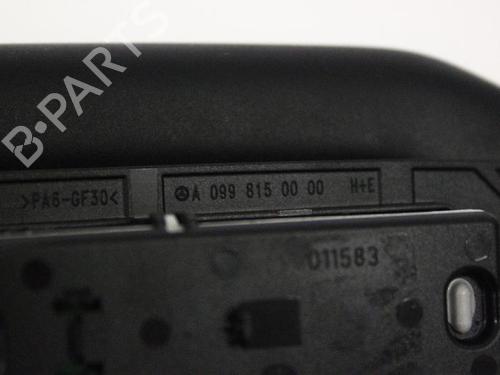 B-PARTS
>PA6-GF30<
A 099 815 00 00 H+E
011583